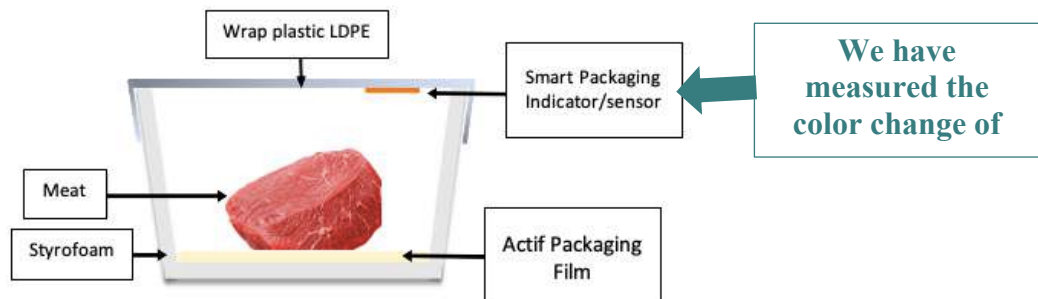 Wrap plastic LDPE
Smart Packaging
Indicator/sensor
We have
measured the
color change of
Meat
Styrofoam
Actif Packaging
Film